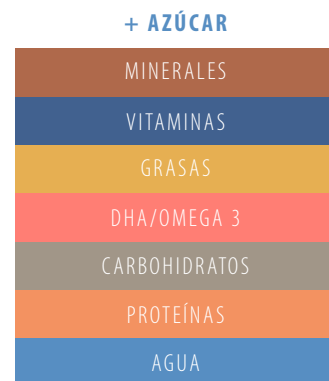 + AZÚCAR
MINERALES
VITAMINAS
GRASAS
DHA/OMEGA 3
CARBOHIDRATOS
PROTEÍNAS
AGUA